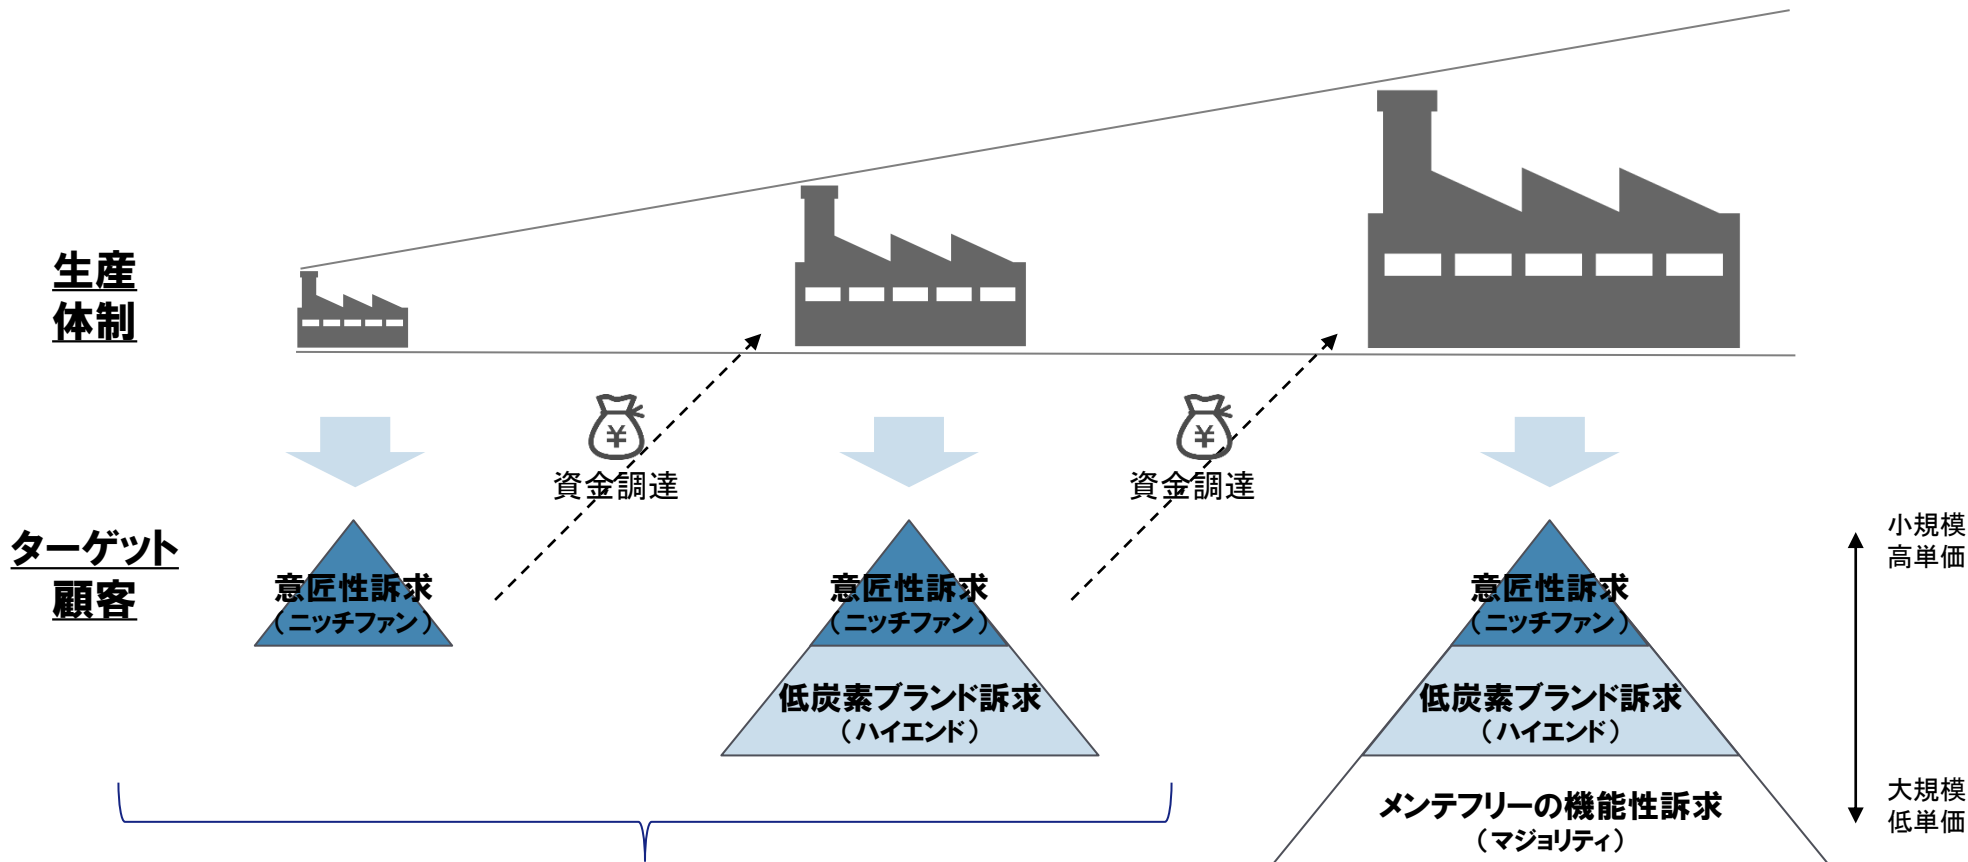 生産
体制
¥
資金調達
¥
資金調達
ターゲット
顧客
意匠性訴求
（ニッチファン）
意匠性訴求
（ニッチファン）
低炭素ブランド訴求
（ハイエンド）
意匠性訴求
（ニッチファン）
低炭素ブランド訴求
（ハイエンド）
メンテフリーの機能性訴求
（マジョリティ）
小規模
高単価
大規模
低単価